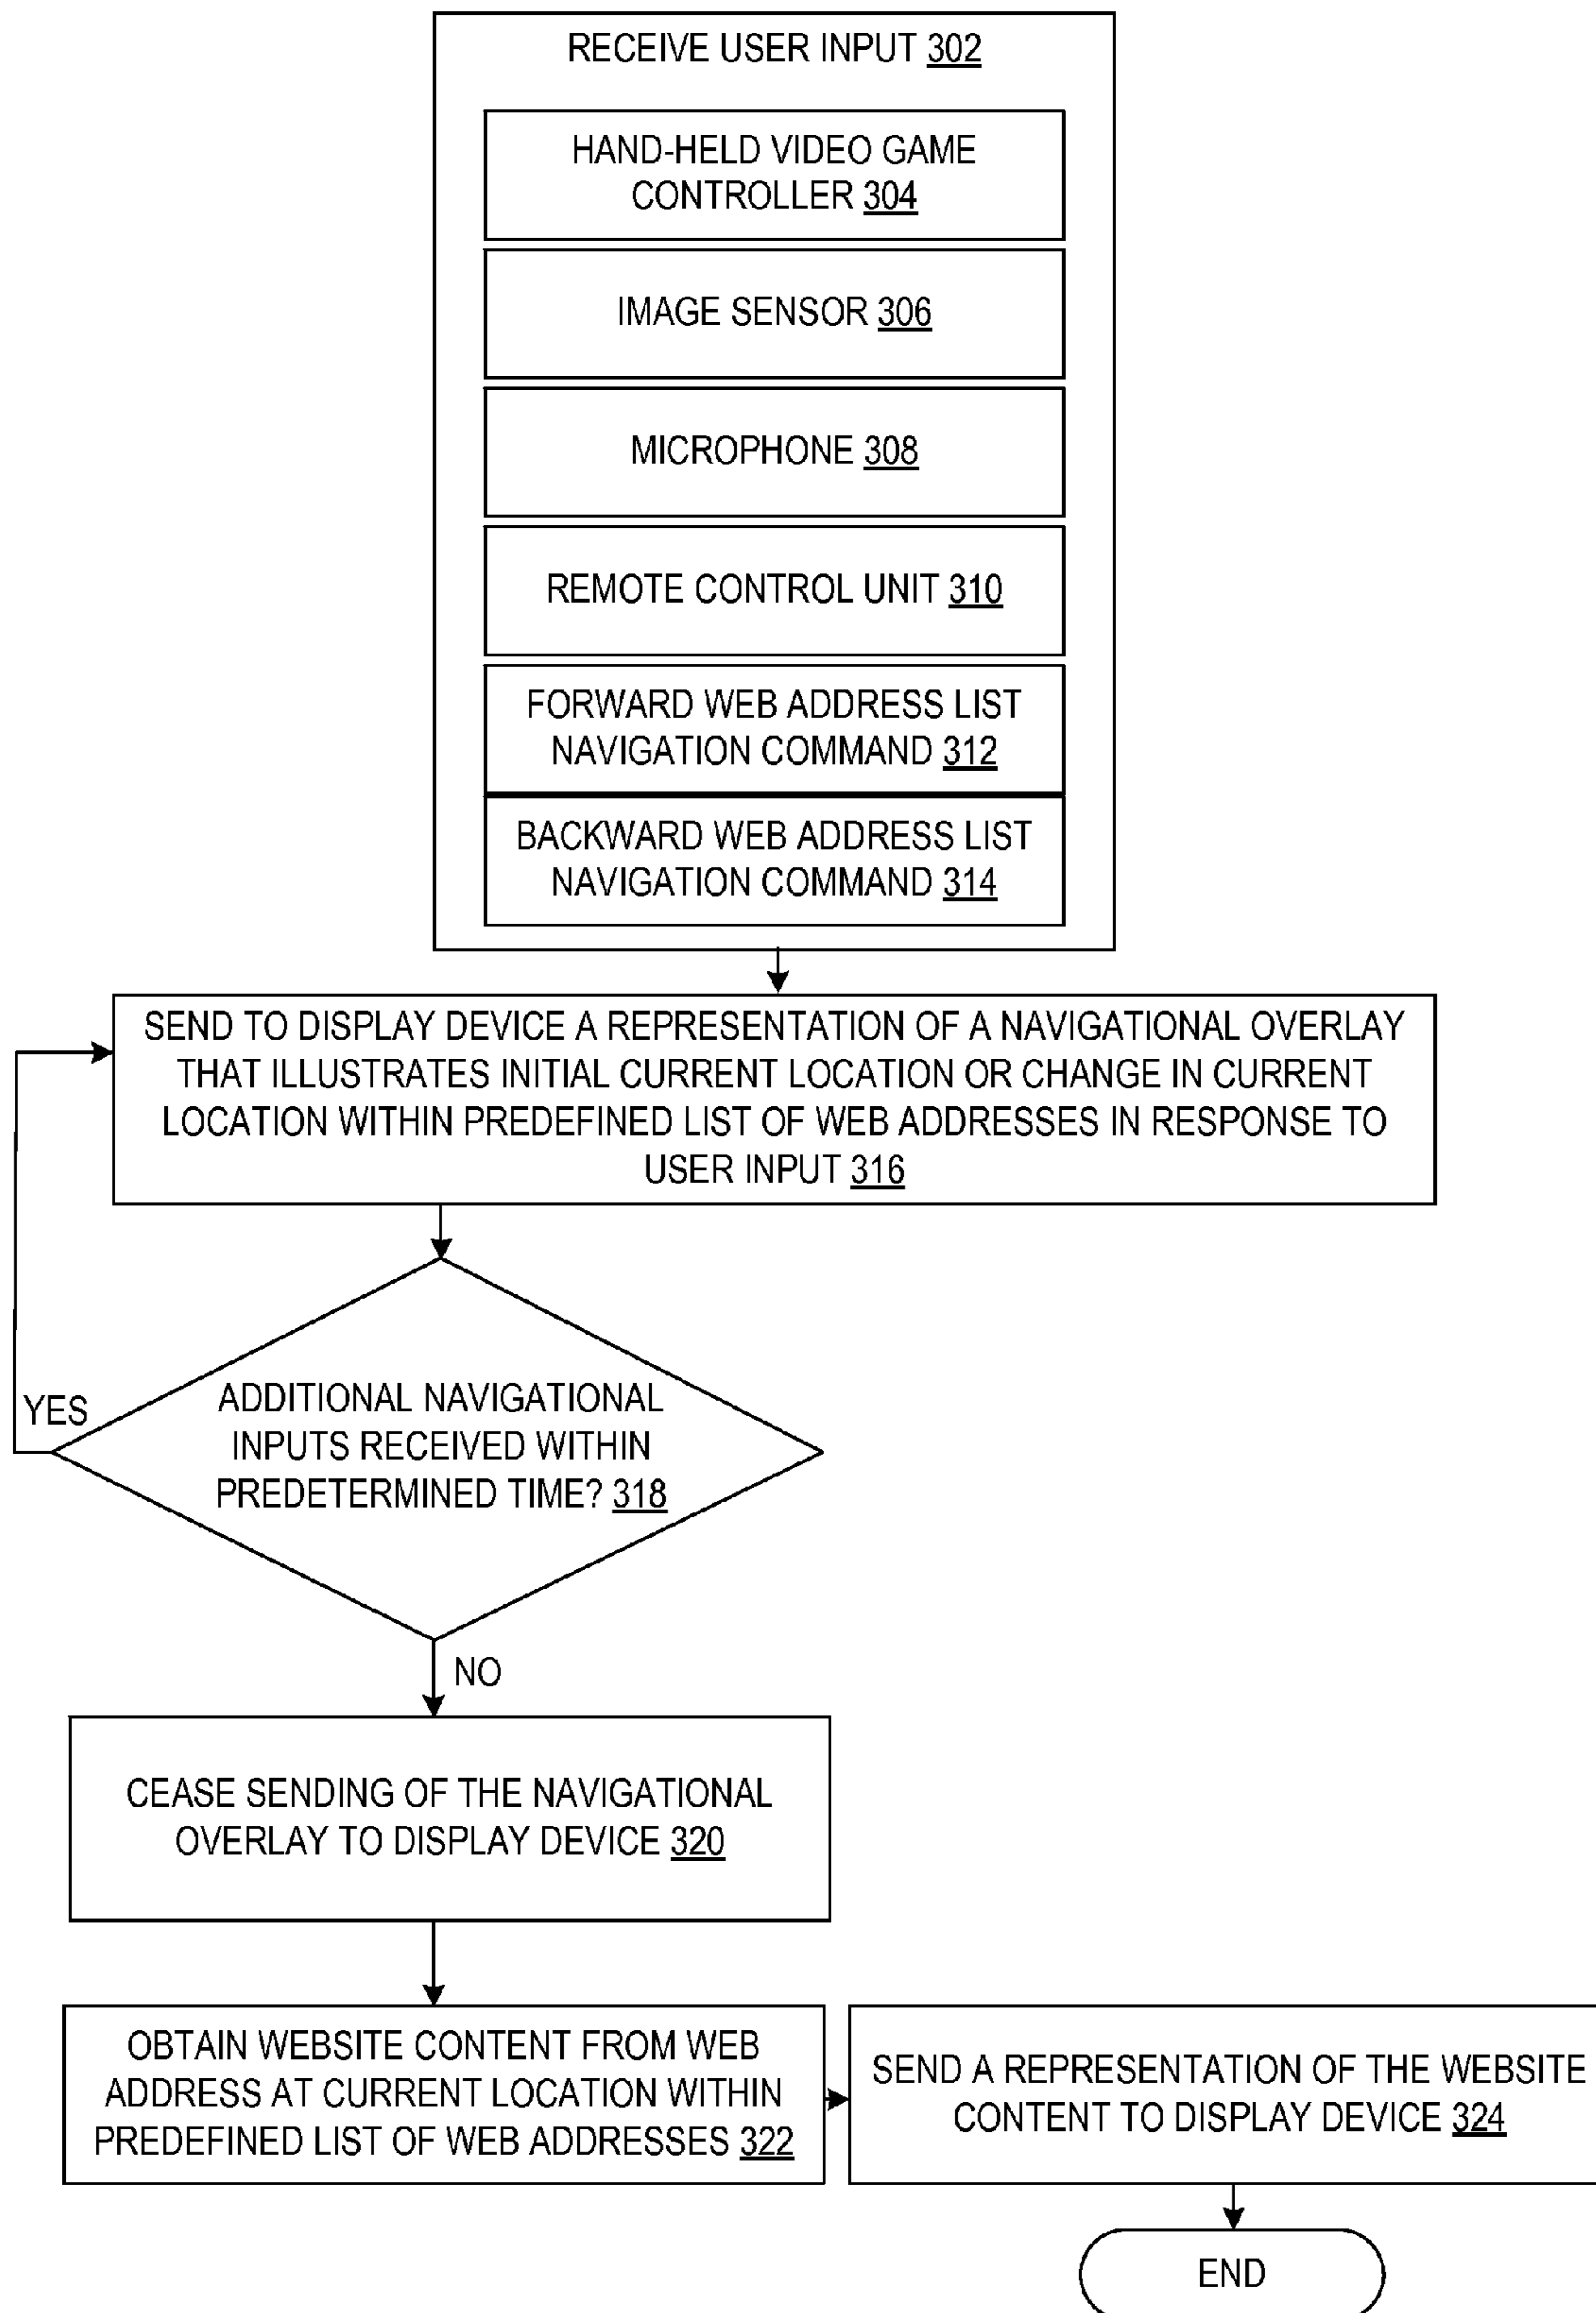 RECEIVE USER INPUT 302
HAND-HELD VIDEO GAME
CONTROLLER 304
IMAGE SENSOR 306
MICROPHONE 308
REMOTE CONTROL UNIT 310
FORWARD WEB ADDRESS LIST
NAVIGATION COMMAND 312
BACKWARD WEB ADDRESS LIST
NAVIGATION COMMAND 314
SEND TO DISPLAY DEVICE A REPRESENTATION OF A NAVIGATIONAL OVERLAY
THAT ILLUSTRATES INITIAL CURRENT LOCATION OR CHANGE IN CURRENT
LOCATION WITHIN PREDEFINED LIST OF WEB ADDRESSES IN RESPONSE TO
USER INPUT 316
YES
ADDITIONAL NAVIGATIONAL
INPUTS RECEIVED WITHIN
PREDETERMINED TIME? 318
NO
CEASE SENDING OF THE NAVIGATIONAL
OVERLAY TO DISPLAY DEVICE 320
OBTAIN WEBSITE CONTENT FROM WEB
ADDRESS AT CURRENT LOCATION WITHIN
PREDEFINED LIST OF WEB ADDRESSES 322
SEND A REPRESENTATION OF THE WEBSITE
CONTENT TO DISPLAY DEVICE 324
END